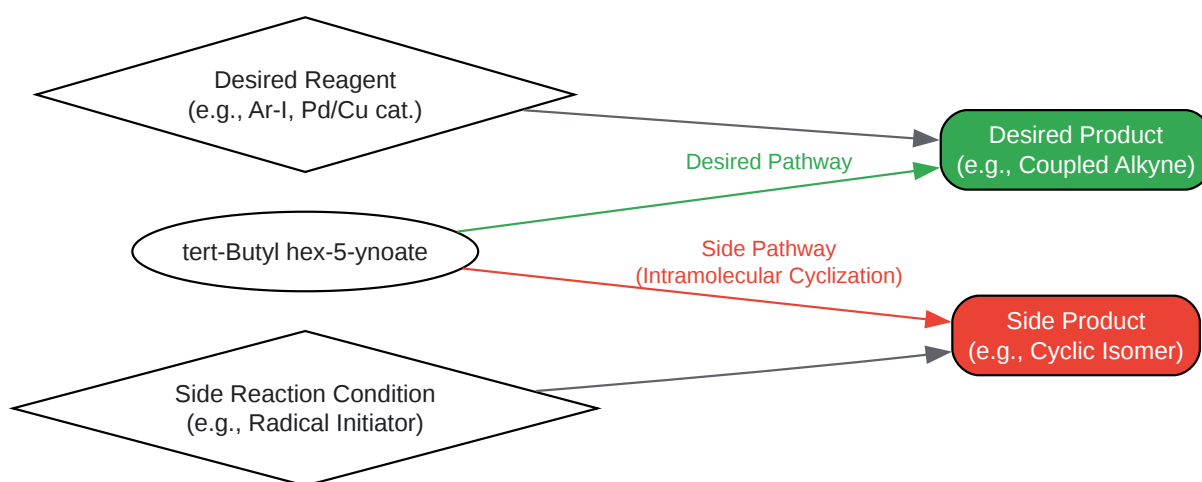 Desired Reagent
(e.g., Ar-I, Pd/Cu cat.)
Desired Product
(e.g., Coupled Alkyne)
Desired Pathway
tert-Butyl hex-5-ynoate
Side Pathway
(Intramolecular Cyclization)
Side Product
(e.g., Cyclic Isomer)
Side Reaction Condition
(e.g., Radical Initiator)